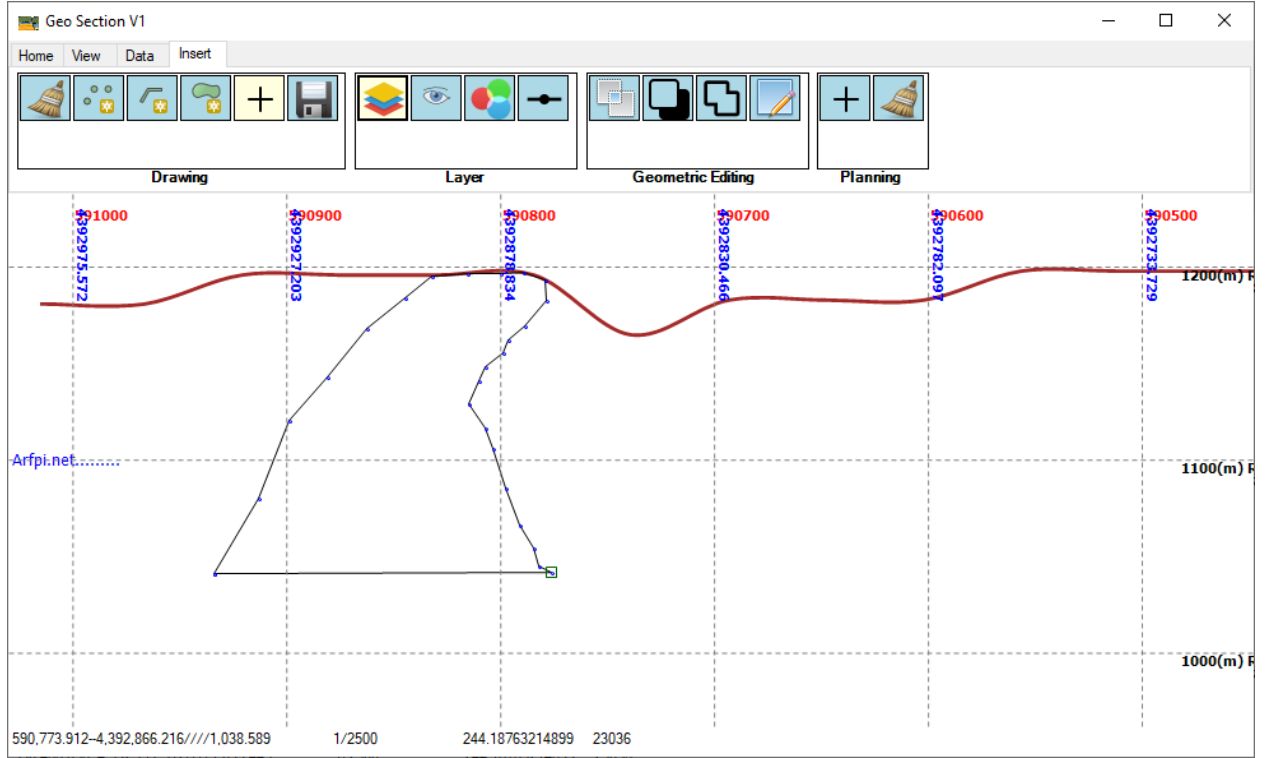 Geo Section V1
Home View Data Insert
Drawing Layer Geometric Editing Planning
591000 590900 590800 590700 590600 590500
4392975.572 4392927.203 4392878.834 4392830.466 4392782.097 4392733.729
1200(m) R
Arfpi.net.........
1100(m) R
1000(m) R
590,773.912--4,392,866.216////1,038.589 1/2500 244.18763214899 23036